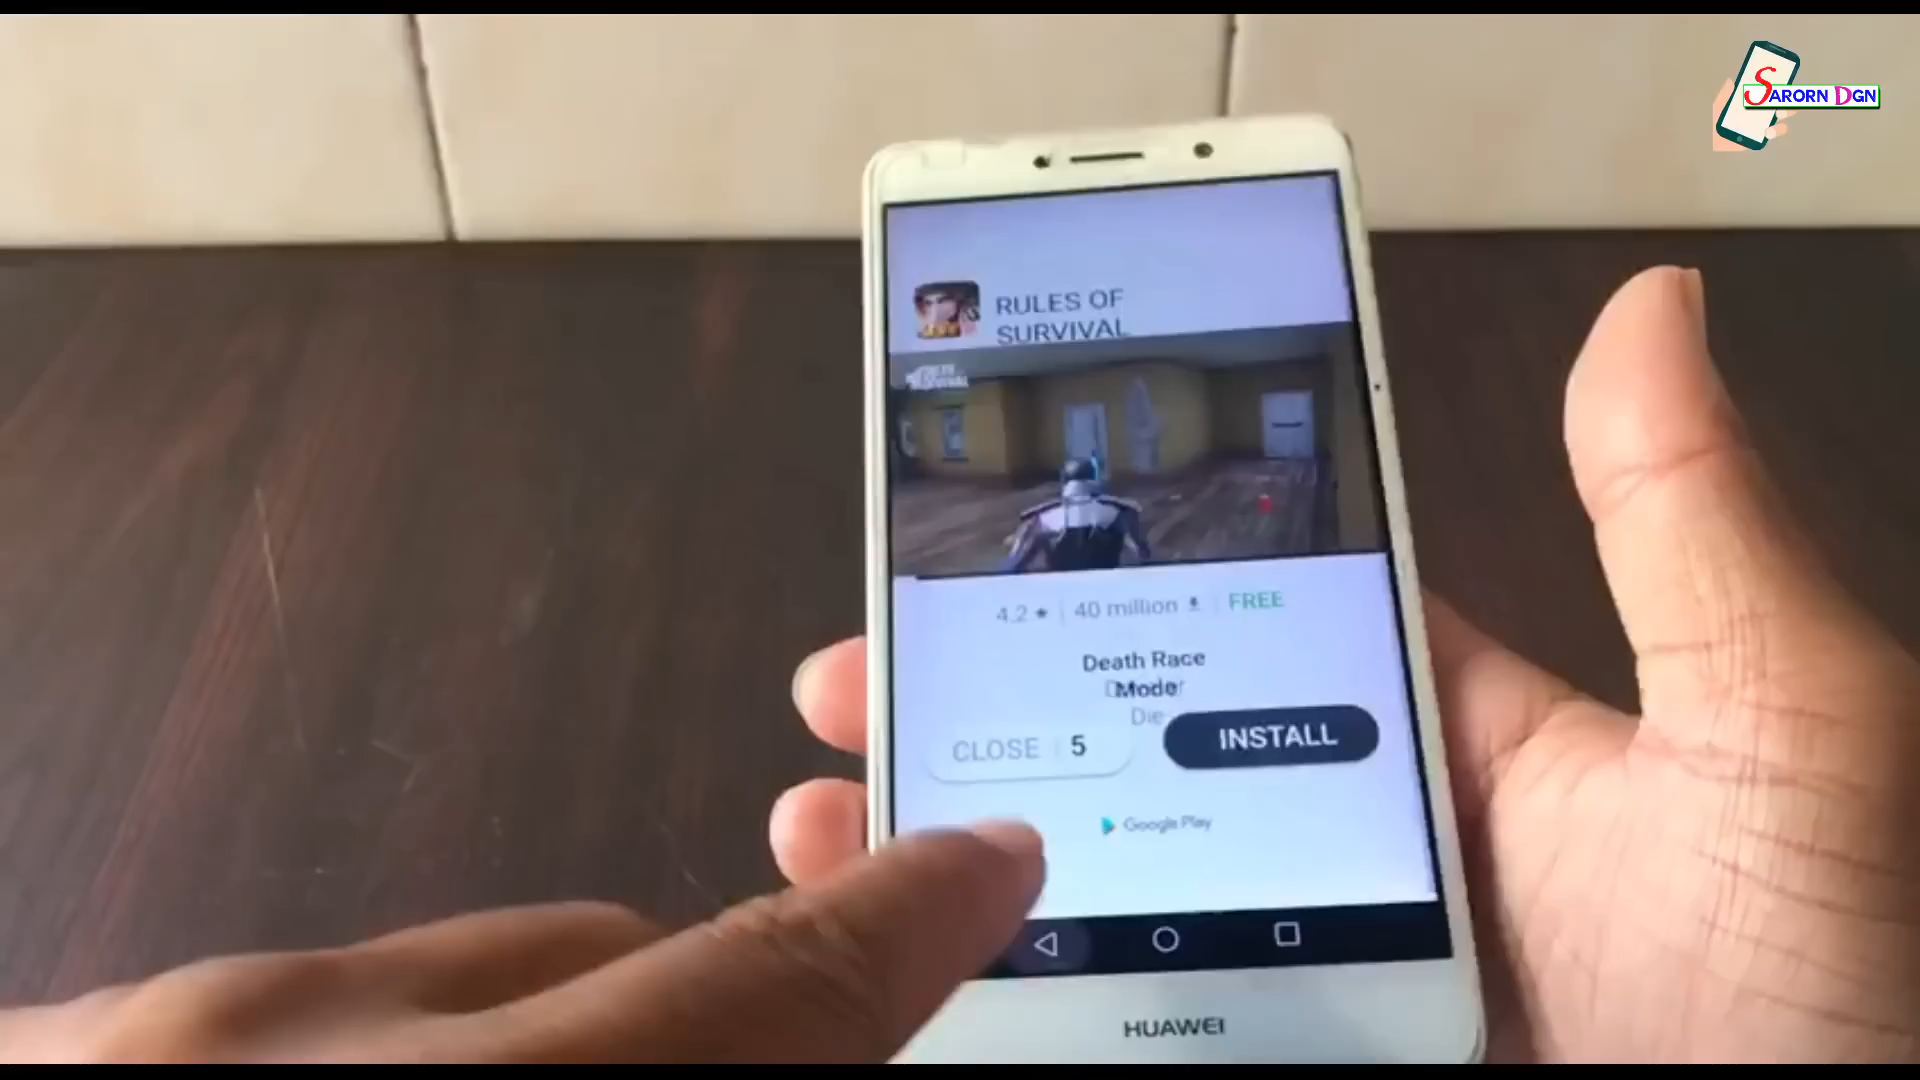 SARORN DGN
RULES OF
SURVIVAL
4.2 ★ | 40 million | FREE
Death Race
Mode
Die
CLOSE | 5
INSTALL
Google Play
HUAWEI